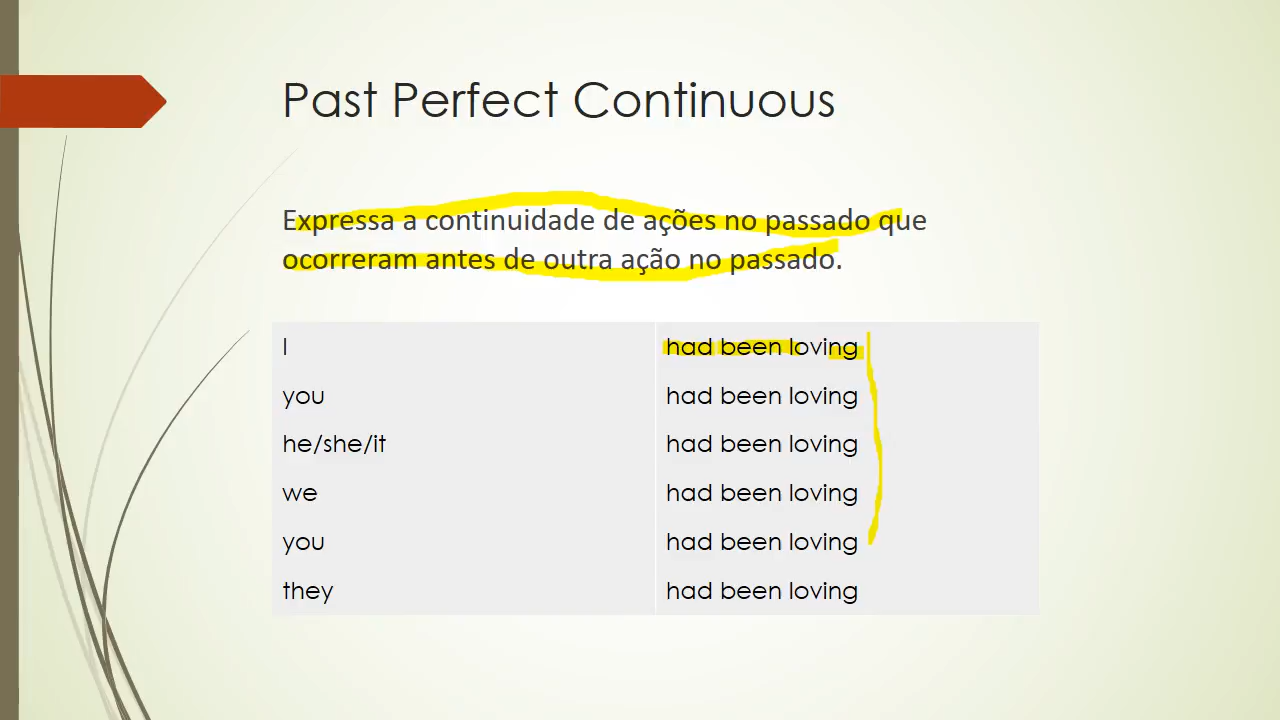 Past Perfect Continuous
Expressa a continuidade de ações no passado que
ocorreram antes de outra ação no passado.
I had been loving
you had been loving
he/she/it had been loving
we had been loving
you had been loving
they had been loving